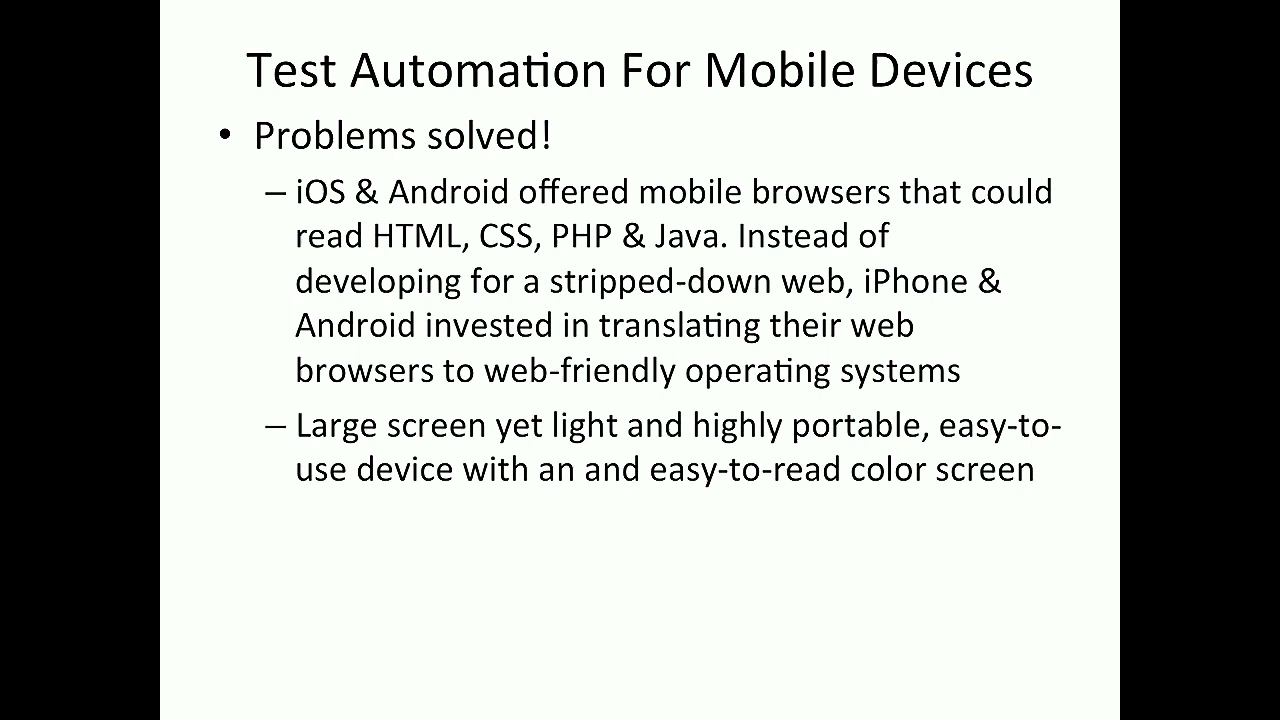 Test Automation For Mobile Devices
• Problems solved!
– iOS & Android offered mobile browsers that could
read HTML, CSS, PHP & Java. Instead of
developing for a stripped-down web, iPhone &
Android invested in translating their web
browsers to web-friendly operating systems
– Large screen yet light and highly portable, easy-to-
use device with an and easy-to-read color screen